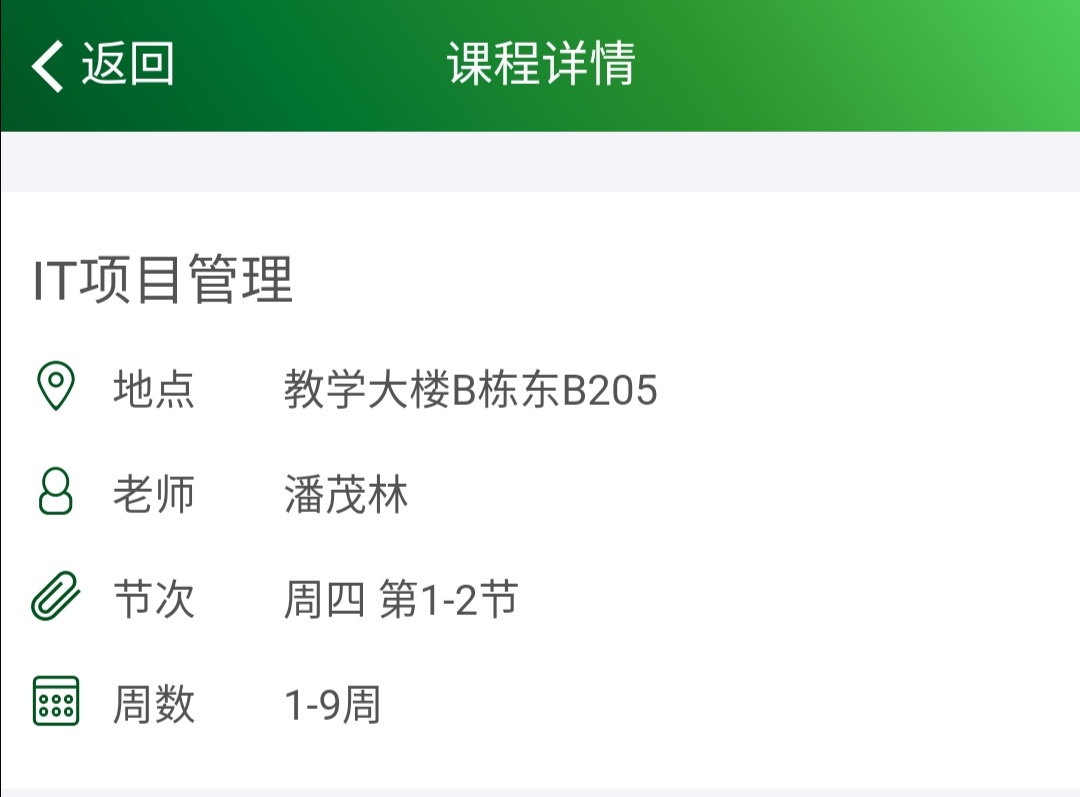 返回 课程详情
IT项目管理
地点 教学大楼B栋东B205
老师 潘茂林
节次 周四 第1-2节
周数 1-9周